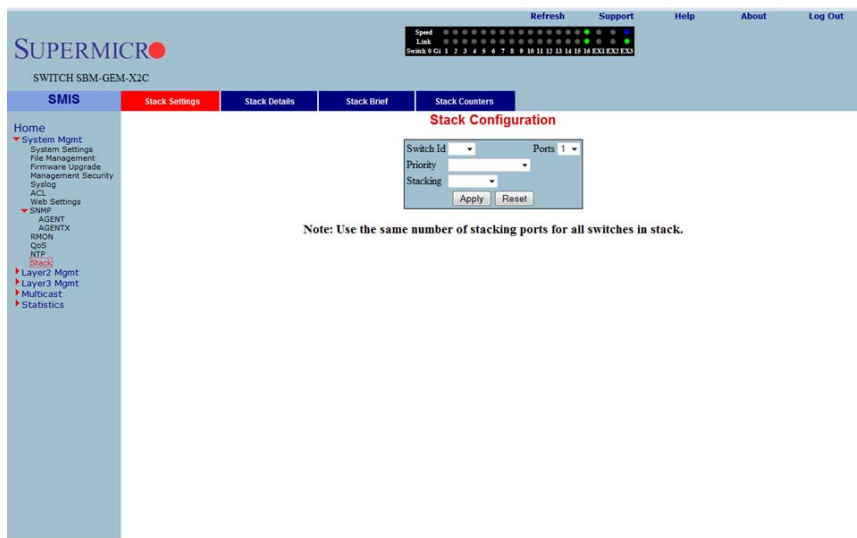 Refresh Support Help About Log Out
Speed
Link
Switch 0 Gi 1 2 3 4 5 6 7 8 9 10 11 12 13 14 15 16 EX1 EX2 EX3
SUPERMICRO
SWITCH SBM-GEM-X2C
SMIS
Stack Settings Stack Details Stack Brief Stack Counters
Home
System Mgmt
System Settings
File Management
Firmware Upgrade
Management Security
Syslog
ACL
Web Settings
SNMP
AGENT
AGENTX
RMON
QoS
NTP
Stack
Layer2 Mgmt
Layer3 Mgmt
Multicast
Statistics
Stack Configuration
Switch Id Ports 1
Priority
Stacking
Apply Reset
Note: Use the same number of stacking ports for all switches in stack.